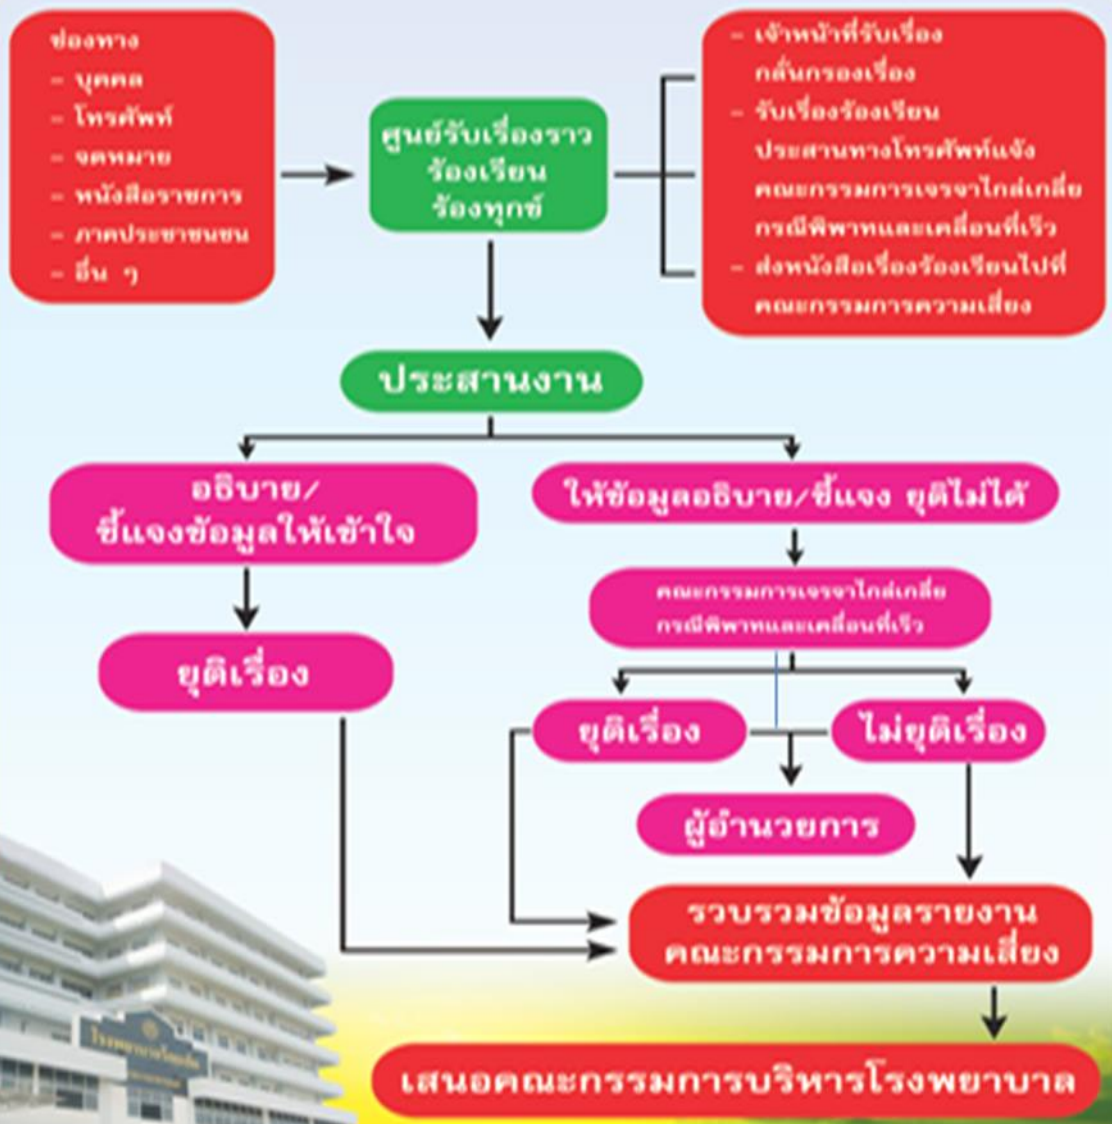 ช่องทาง
- บุคคล
- โทรศัพท์
- จดหมาย
- หนังสือราชการ
- ภาคประชาชนชน
- อื่น ๆ
ศูนย์รับเรื่องราว
ร้องเรียน
ร้องทุกข์
- เจ้าหน้าที่รับเรื่อง
กลั่นกรองเรื่อง
- รับเรื่องร้องเรียน
ประสานทางโทรศัพท์แจ้ง
คณะกรรมการเจรจาไกล่เกลี่ย
กรณีพิพาทและเคลื่อนที่เร็ว
- ส่งหนังสือเรื่องร้องเรียนไปที่
คณะกรรมการความเสี่ยง
ประสานงาน
อธิบาย/
ชี้แจงข้อมูลให้เข้าใจ
ให้ข้อมูลอธิบาย/ชี้แจง ยุติไม่ได้
คณะกรรมการเจรจาไกล่เกลี่ย
กรณีพิพาทและเคลื่อนที่เร็ว
ยุติเรื่อง
ยุติเรื่อง
ไม่ยุติเรื่อง
ผู้อำนวยการ
รวบรวมข้อมูลรายงาน
คณะกรรมการความเสี่ยง
เสนอคณะกรรมการบริหารโรงพยาบาล